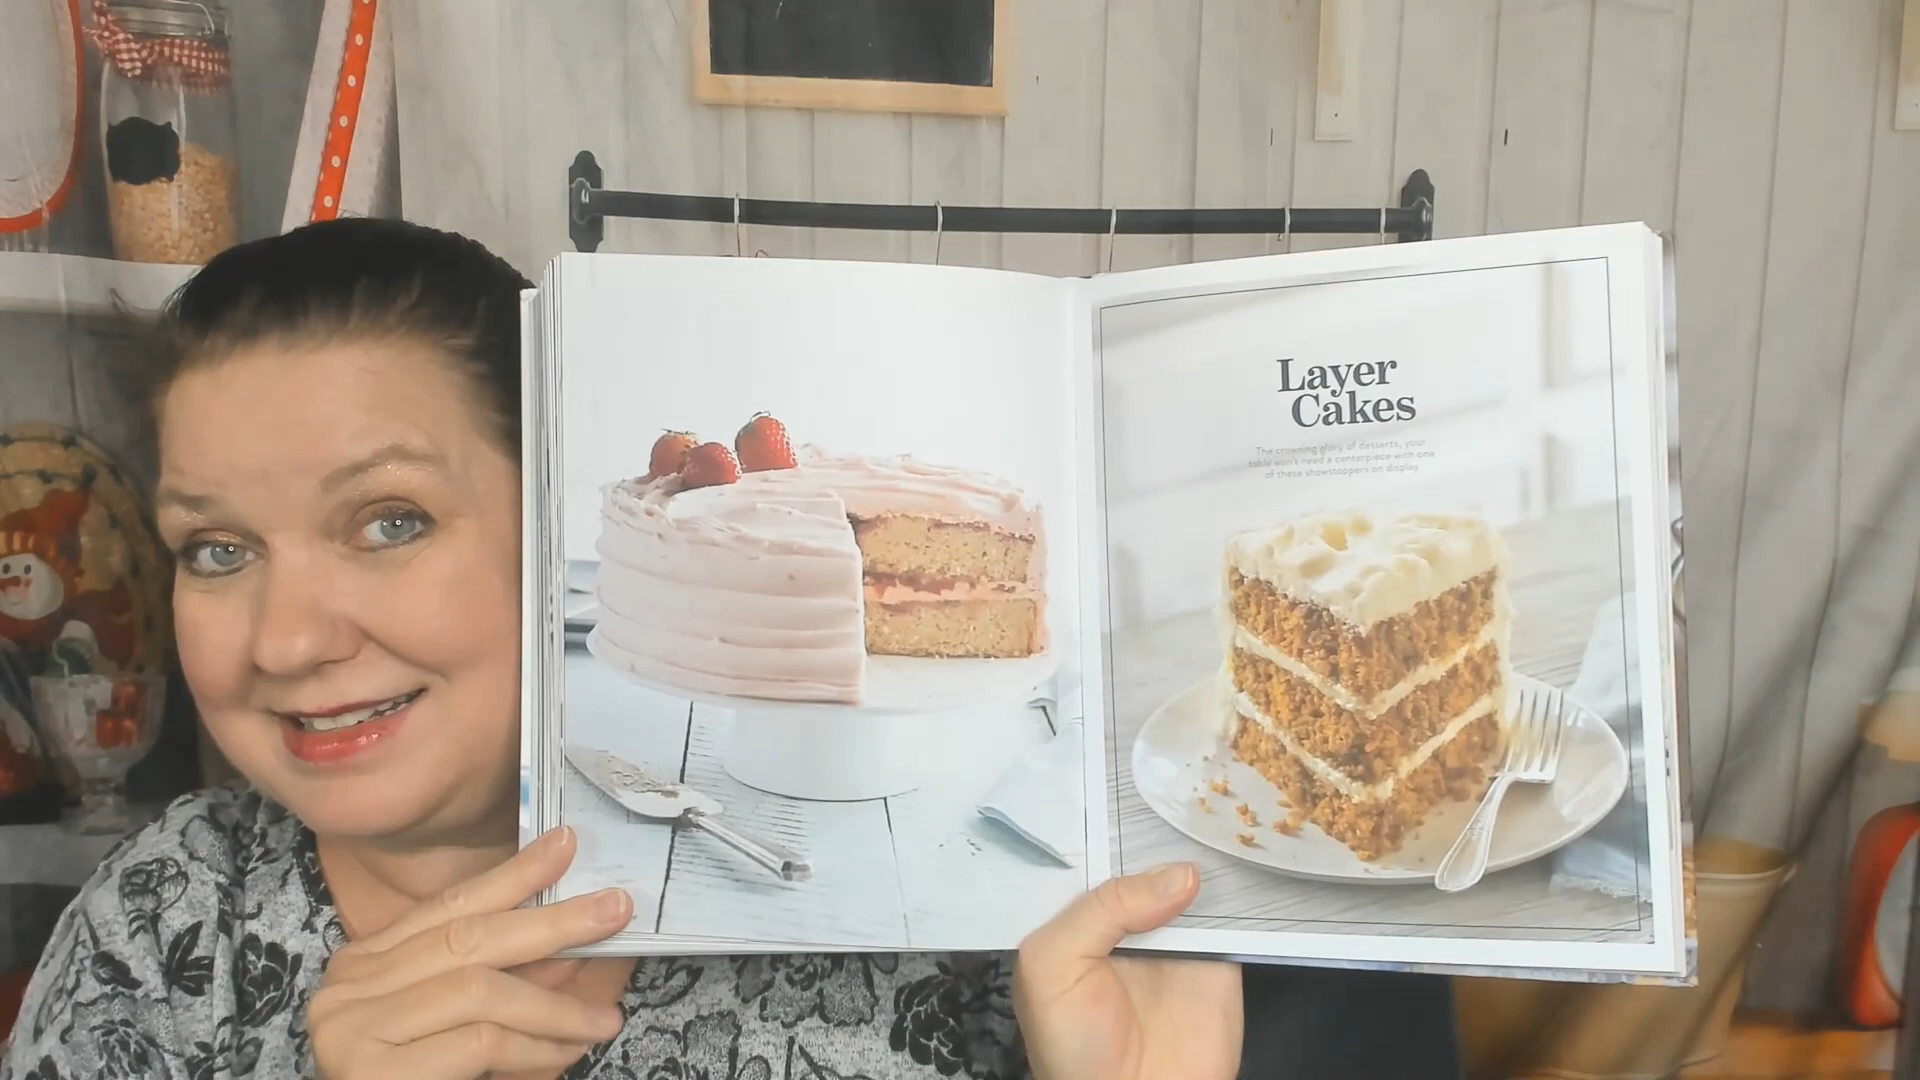 Layer
Cakes
The crowning glory of desserts, your
table won't need a centerpiece with one
of these showstoppers on display